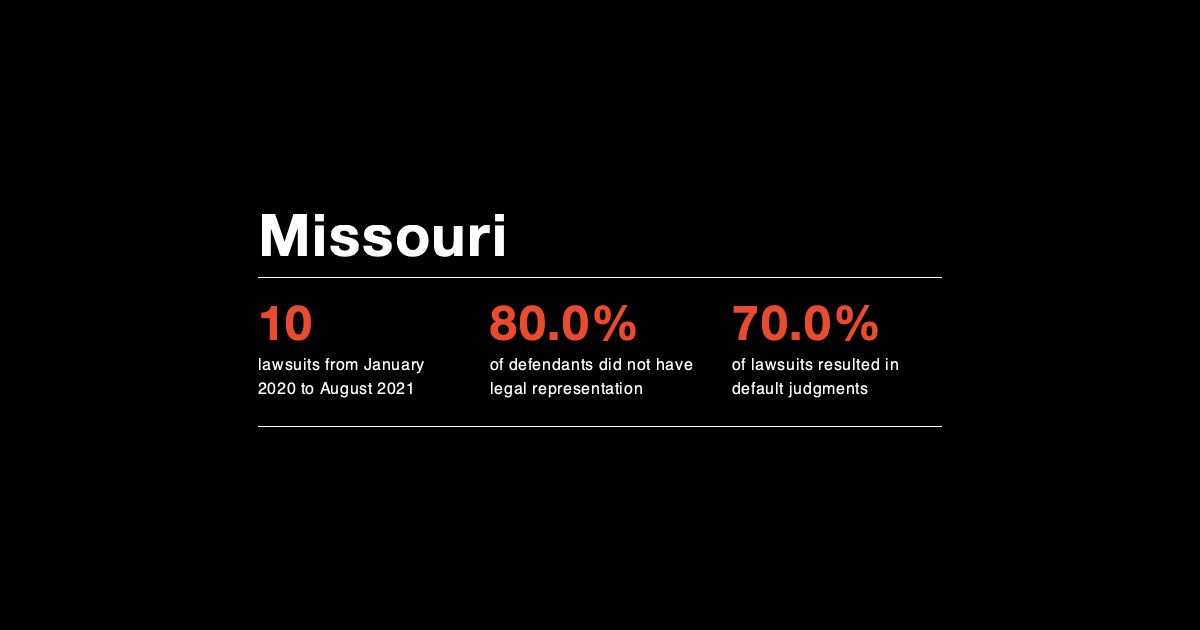 Missouri
10
lawsuits from January
2020 to August 2021
80.0%
of defendants did not have
legal representation
70.0%
of lawsuits resulted in
default judgments